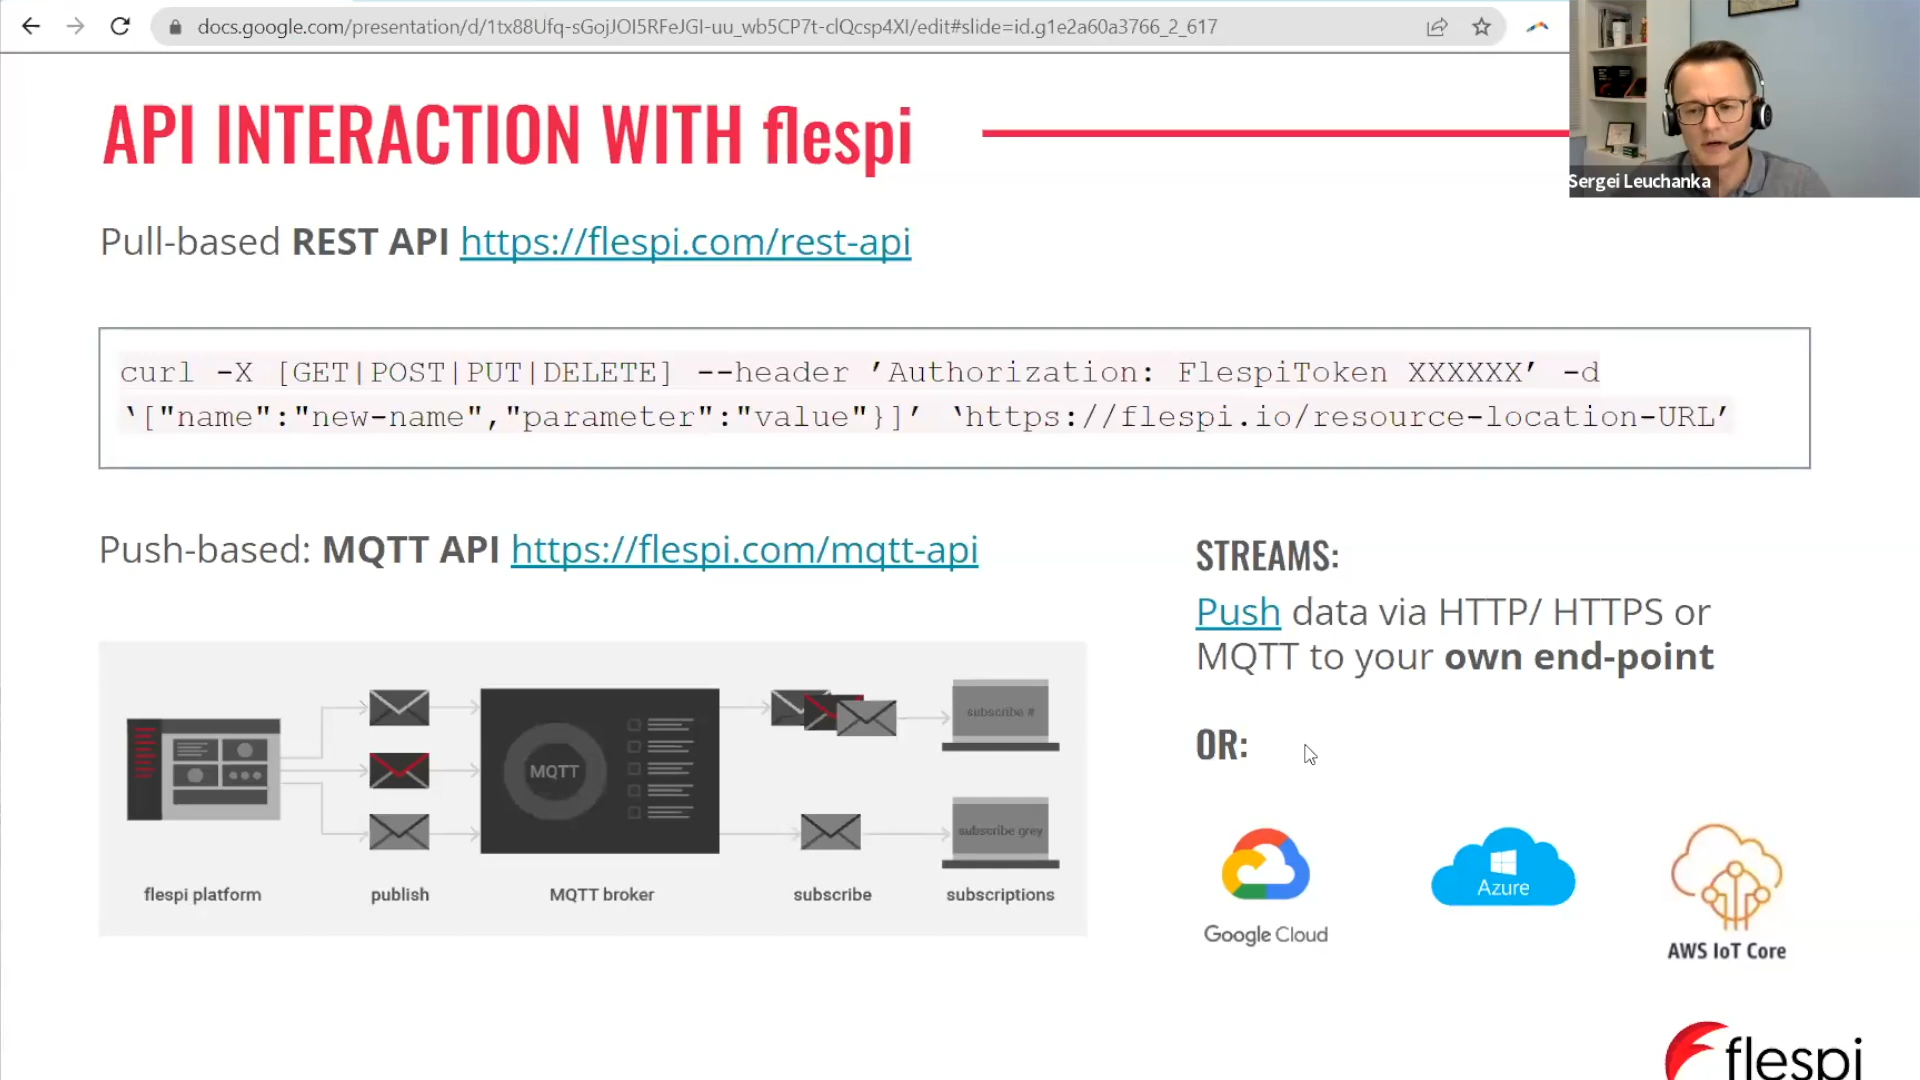 docs.google.com/presentation/d/1tx88Ufq-sGojJOI5RFeJGI-uu_wb5CP7t-clQcsp4XI/edit#slide=id.g1e2a60a3766_2_617
API INTERACTION WITH flespi
Sergei Leuchanka
Pull-based REST API https://flespi.com/rest-api
curl -X [GET|POST|PUT|DELETE] --header ’Authorization: FlespiToken XXXXXX’ -d
‘["name":"new-name","parameter":"value"}]’ ‘https://flespi.io/resource-location-URL’
Push-based: MQTT API https://flespi.com/mqtt-api
STREAMS:
Push data via HTTP/ HTTPS or
MQTT to your own end-point
OR:
MQTT
subscribe #
subscribe grey
flespi platform
publish
MQTT broker
subscribe
subscriptions
Azure
Google Cloud
AWS IoT Core
flespi